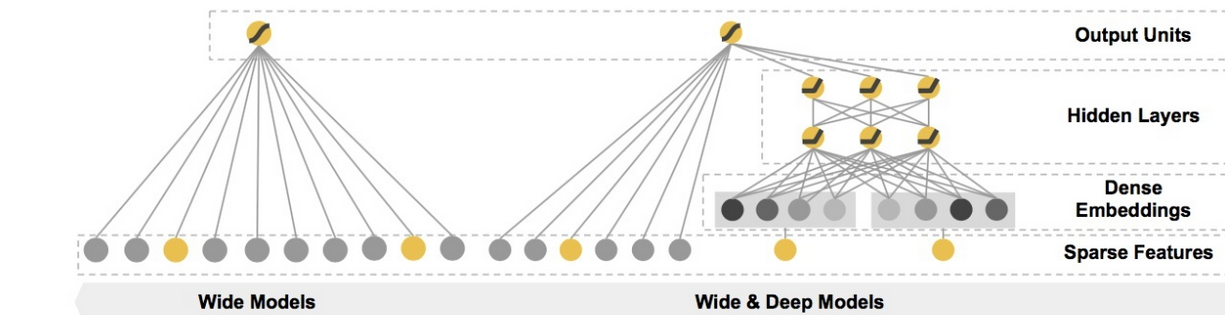 Output Units
Hidden Layers
Dense
Embeddings
Sparse Features
Wide Models
Wide & Deep Models